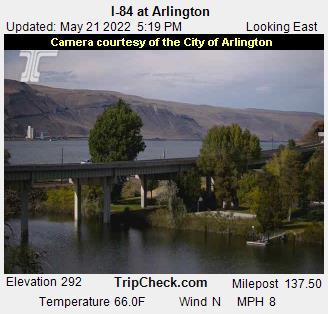 I-84 at Arlington
Updated: May 21 2022 5:19 PM Looking East
Camera courtesy of the City of Arlington
Elevation 292 TripCheck.com Milepost 137.50
Temperature 66.0F Wind N MPH 8